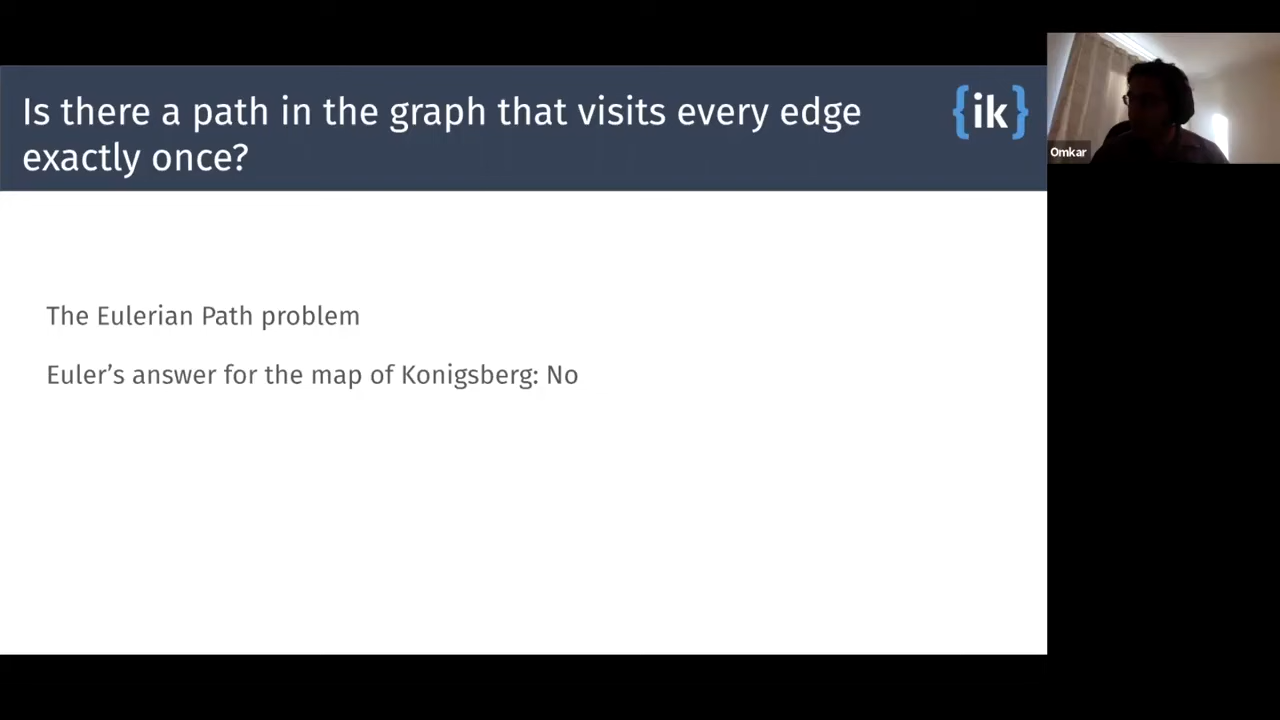 Is there a path in the graph that visits every edge
exactly once?
{ik}
Omkar
The Eulerian Path problem
Euler’s answer for the map of Konigsberg: No